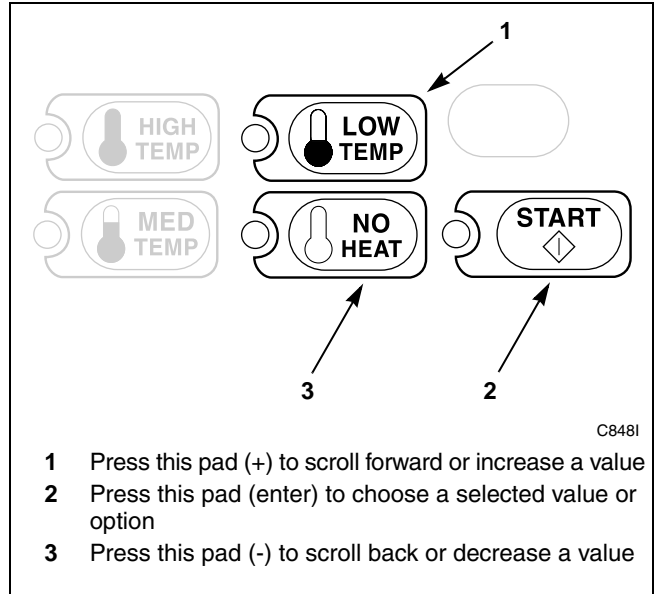 1
HIGH
TEMP
LOW
TEMP
MED
TEMP
NO
HEAT
START
3
2
C848I
1 Press this pad (+) to scroll forward or increase a value
2 Press this pad (enter) to choose a selected value or
option
3 Press this pad (-) to scroll back or decrease a value